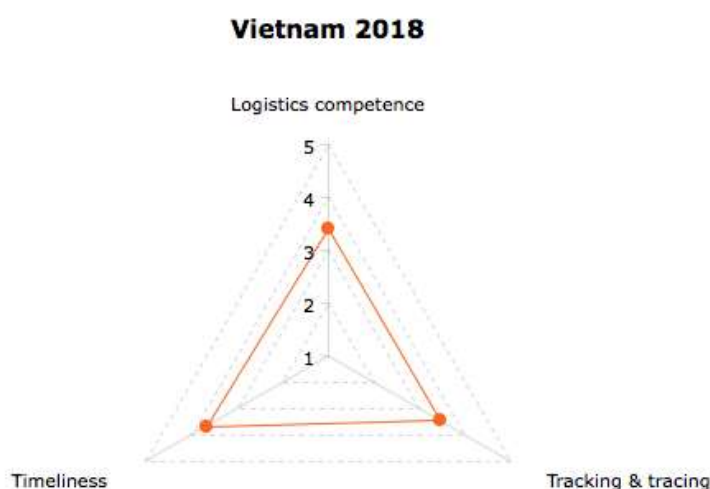 Vietnam 2018
Logistics competence
5
4
3
2
1
Timeliness
Tracking & tracing